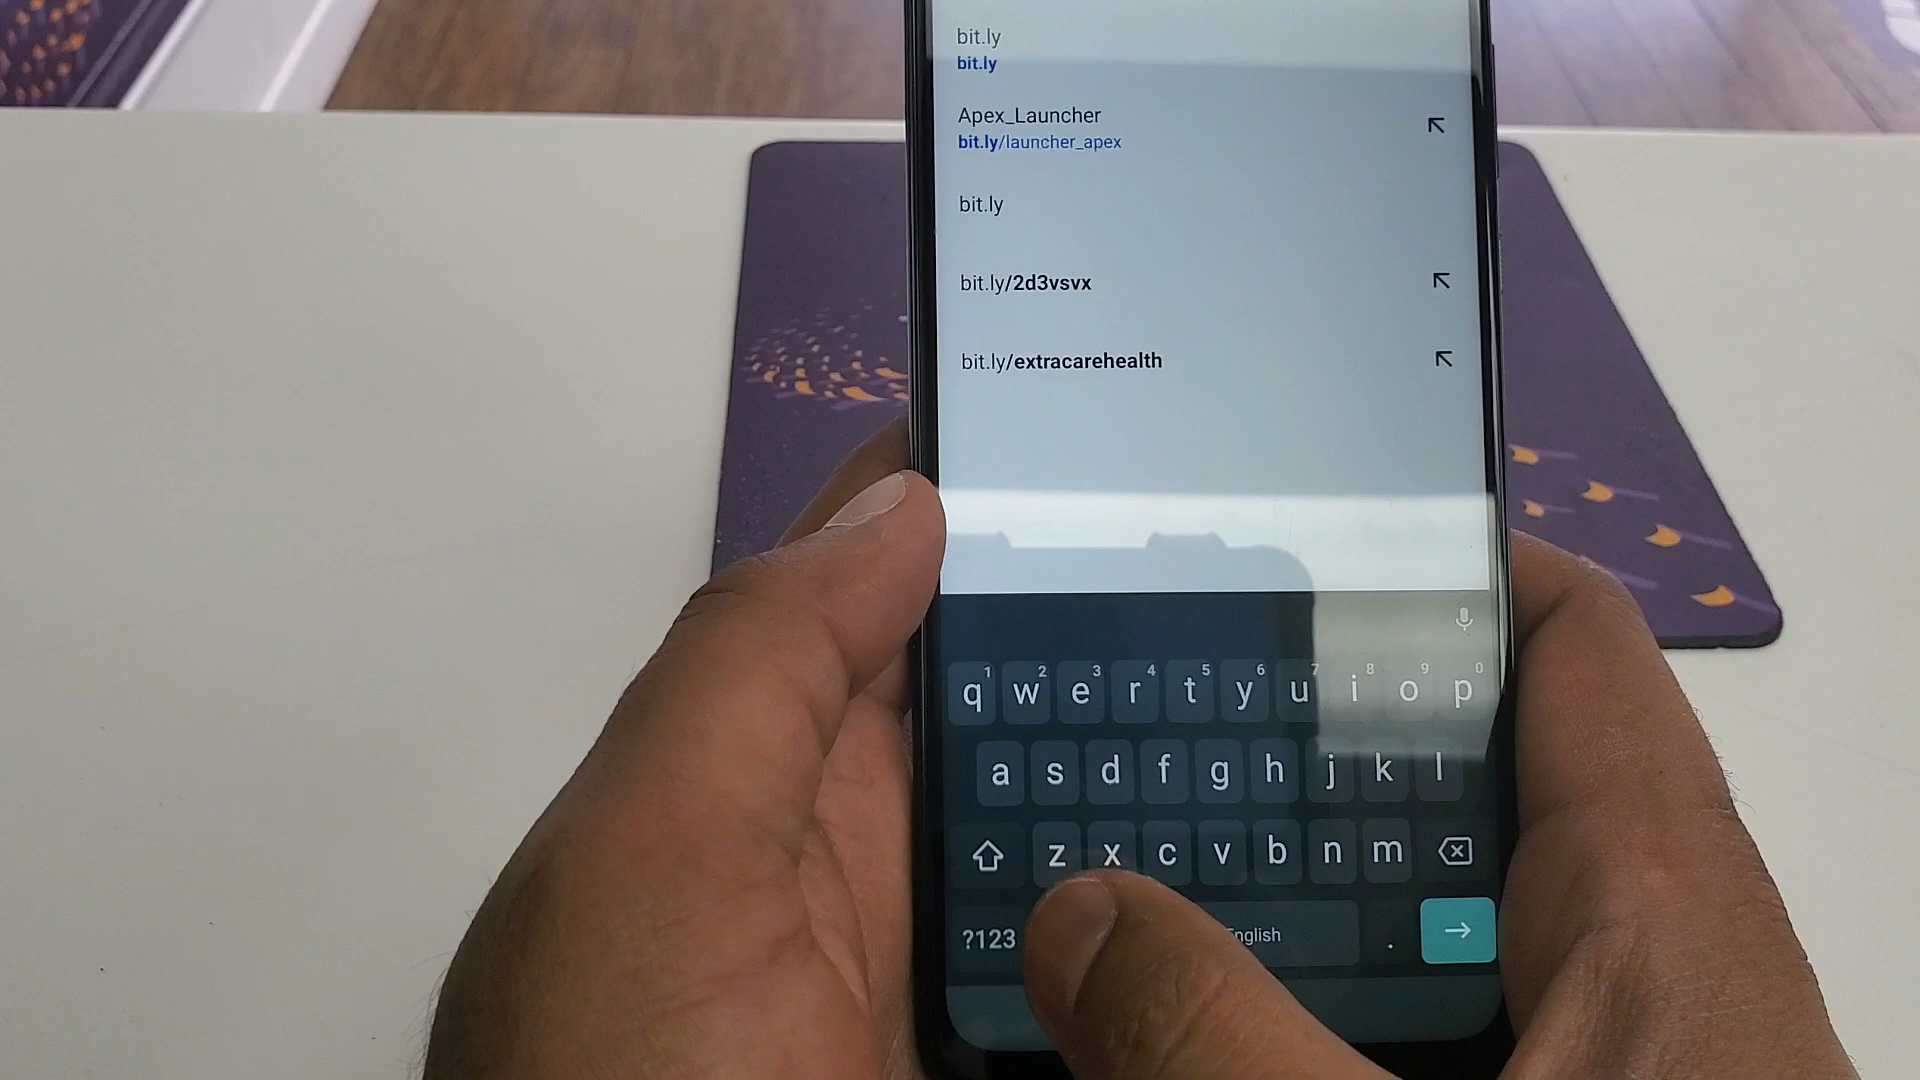 bit.ly
bit.ly
Apex_Launcher
bit.ly/launcher_apex
bit.ly
bit.ly/2d3vsvx
bit.ly/extracarehealth
1 2 3 4 5 6 7 8 9 0
q w e r t y u i o p
a s d f g h j k l
z x c v b n m
?123 English .